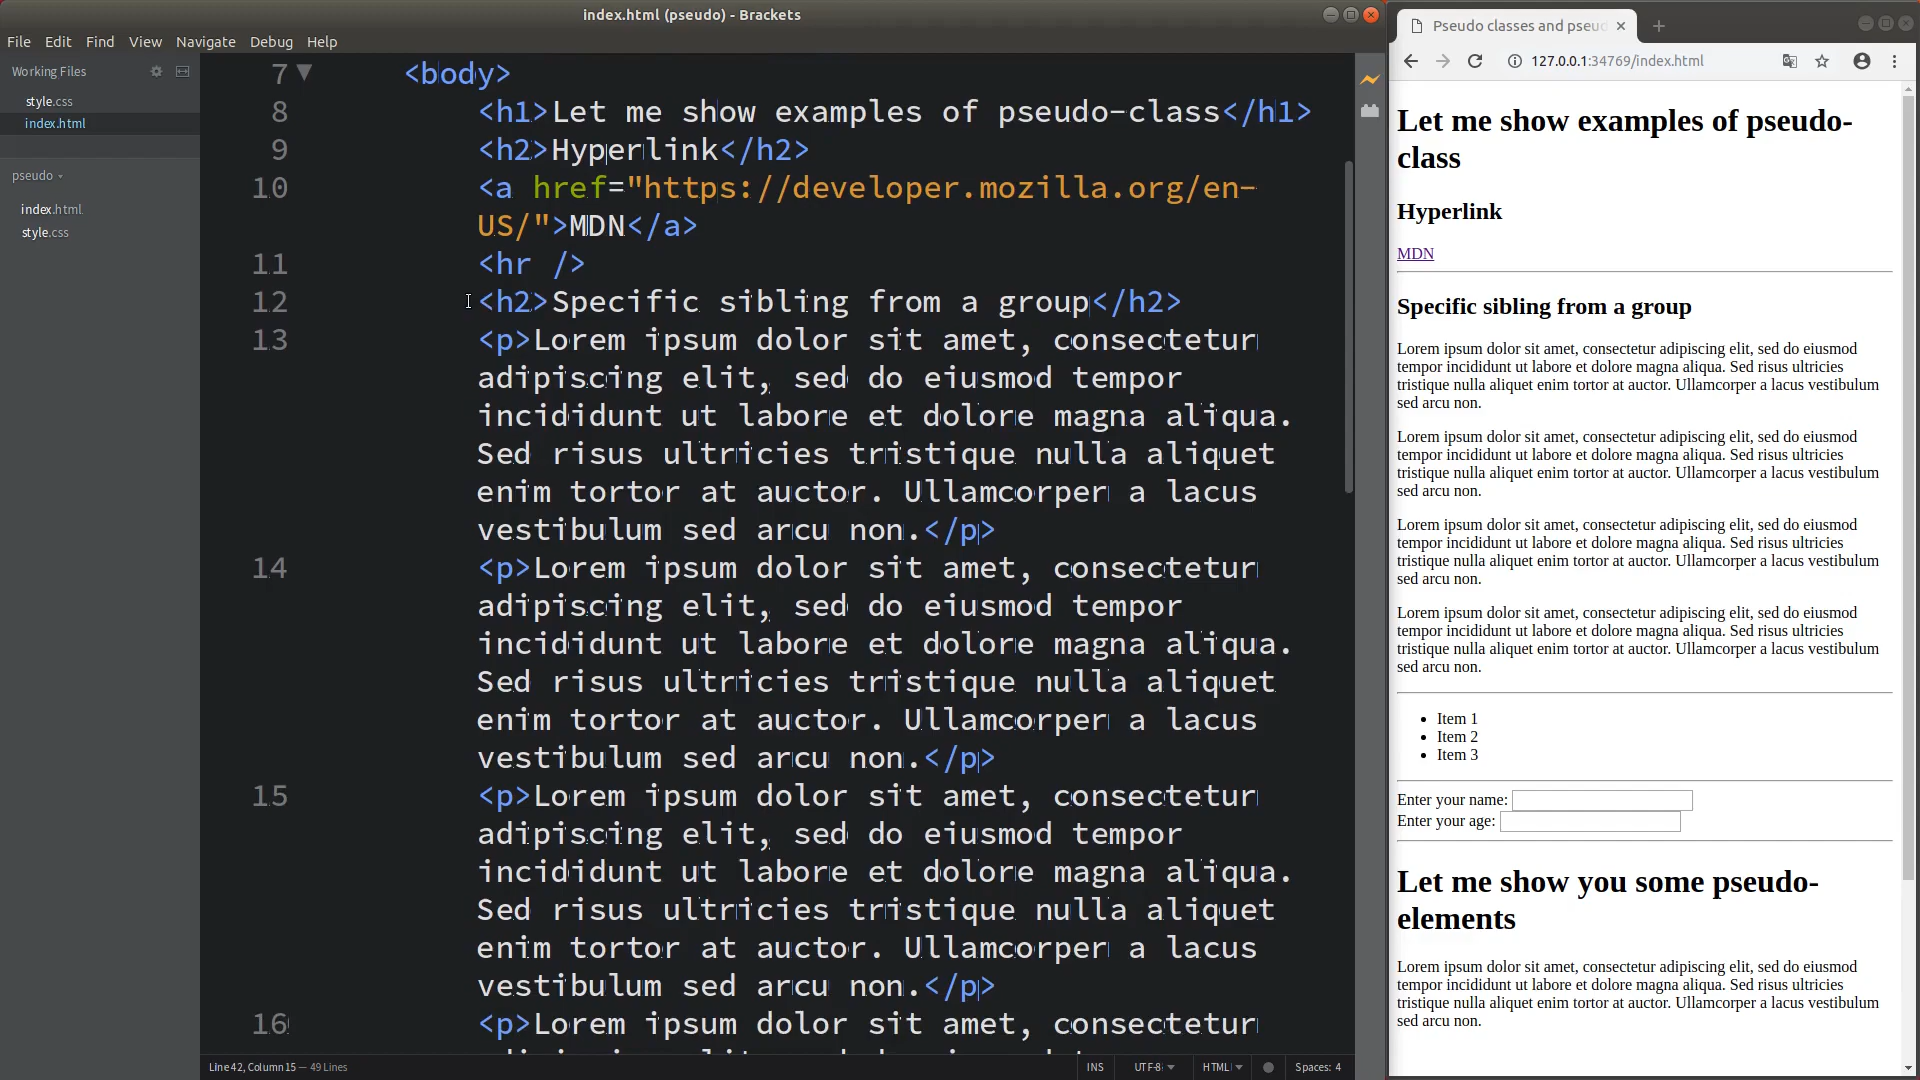 index.html (pseudo) - Brackets
File Edit Find View Navigate Debug Help
Working Files
style.css
index.html
pseudo
index.html
style.css
7 <body>
8 <h1>Let me show examples of pseudo-class</h1>
9 <h2>Hyperlink</h2>
10 <a href="https://developer.mozilla.org/en-
US/">MDN</a>
11 <hr />
12 <h2>Specific sibling from a group</h2>
13 <p>Lorem ipsum dolor sit amet, consectetur
adipiscing elit, sed do eiusmod tempor
incididunt ut labore et dolore magna aliqua.
Sed risus ultricies tristique nulla aliquet
enim tortor at auctor. Ullamcorper a lacus
vestibulum sed arcu non.</p>
14 <p>Lorem ipsum dolor sit amet, consectetur
adipiscing elit, sed do eiusmod tempor
incididunt ut labore et dolore magna aliqua.
Sed risus ultricies tristique nulla aliquet
enim tortor at auctor. Ullamcorper a lacus
vestibulum sed arcu non.</p>
15 <p>Lorem ipsum dolor sit amet, consectetur
adipiscing elit, sed do eiusmod tempor
incididunt ut labore et dolore magna aliqua.
Sed risus ultricies tristique nulla aliquet
enim tortor at auctor. Ullamcorper a lacus
vestibulum sed arcu non.</p>
16 <p>Lorem ipsum dolor sit amet, consectetur
Line 42, Column 15 — 49 Lines
INS UTF-8 HTML Spaces: 4
Pseudo classes and pseud
127.0.0.1:34769/index.html
Let me show examples of pseudo-
class
Hyperlink
MDN
Specific sibling from a group
Lorem ipsum dolor sit amet, consectetur adipiscing elit, sed do eiusmod
tempor incididunt ut labore et dolore magna aliqua. Sed risus ultricies
tristique nulla aliquet enim tortor at auctor. Ullamcorper a lacus vestibulum
sed arcu non.
Lorem ipsum dolor sit amet, consectetur adipiscing elit, sed do eiusmod
tempor incididunt ut labore et dolore magna aliqua. Sed risus ultricies
tristique nulla aliquet enim tortor at auctor. Ullamcorper a lacus vestibulum
sed arcu non.
Lorem ipsum dolor sit amet, consectetur adipiscing elit, sed do eiusmod
tempor incididunt ut labore et dolore magna aliqua. Sed risus ultricies
tristique nulla aliquet enim tortor at auctor. Ullamcorper a lacus vestibulum
sed arcu non.
Lorem ipsum dolor sit amet, consectetur adipiscing elit, sed do eiusmod
tempor incididunt ut labore et dolore magna aliqua. Sed risus ultricies
tristique nulla aliquet enim tortor at auctor. Ullamcorper a lacus vestibulum
sed arcu non.
• Item 1
• Item 2
• Item 3
Enter your name:
Enter your age:
Let me show you some pseudo-
elements
Lorem ipsum dolor sit amet, consectetur adipiscing elit, sed do eiusmod
tempor incididunt ut labore et dolore magna aliqua. Sed risus ultricies
tristique nulla aliquet enim tortor at auctor. Ullamcorper a lacus vestibulum
sed arcu non.